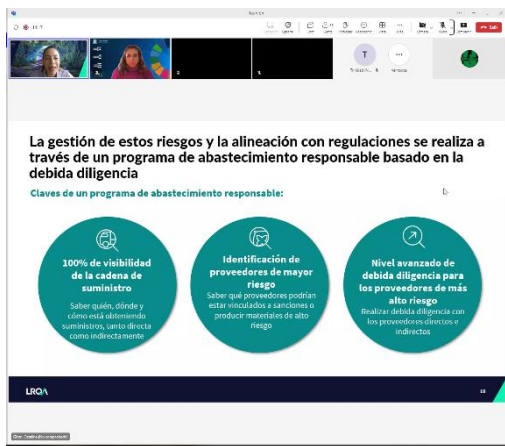 La gestión de estos riesgos y la alineación con regulaciones se realiza a
través de un programa de abastecimiento responsable basado en la
debida diligencia
Claves de un programa de abastecimiento responsable:
100% de visibilidad
de la cadena de
suministro
Saber quién, dónde y
cómo está obteniendo
suministros, tanto directa
como indirectamente
Identificación de
proveedores de mayor
riesgo
Saber qué proveedores podrían
estar vinculados a sanciones o
producir materiales de alto
riesgo
Nivel avanzado de
debida diligencia para
los proveedores de más
alto riesgo
Realizar debida diligencia con
los proveedores directos e
indirectos
LRQA